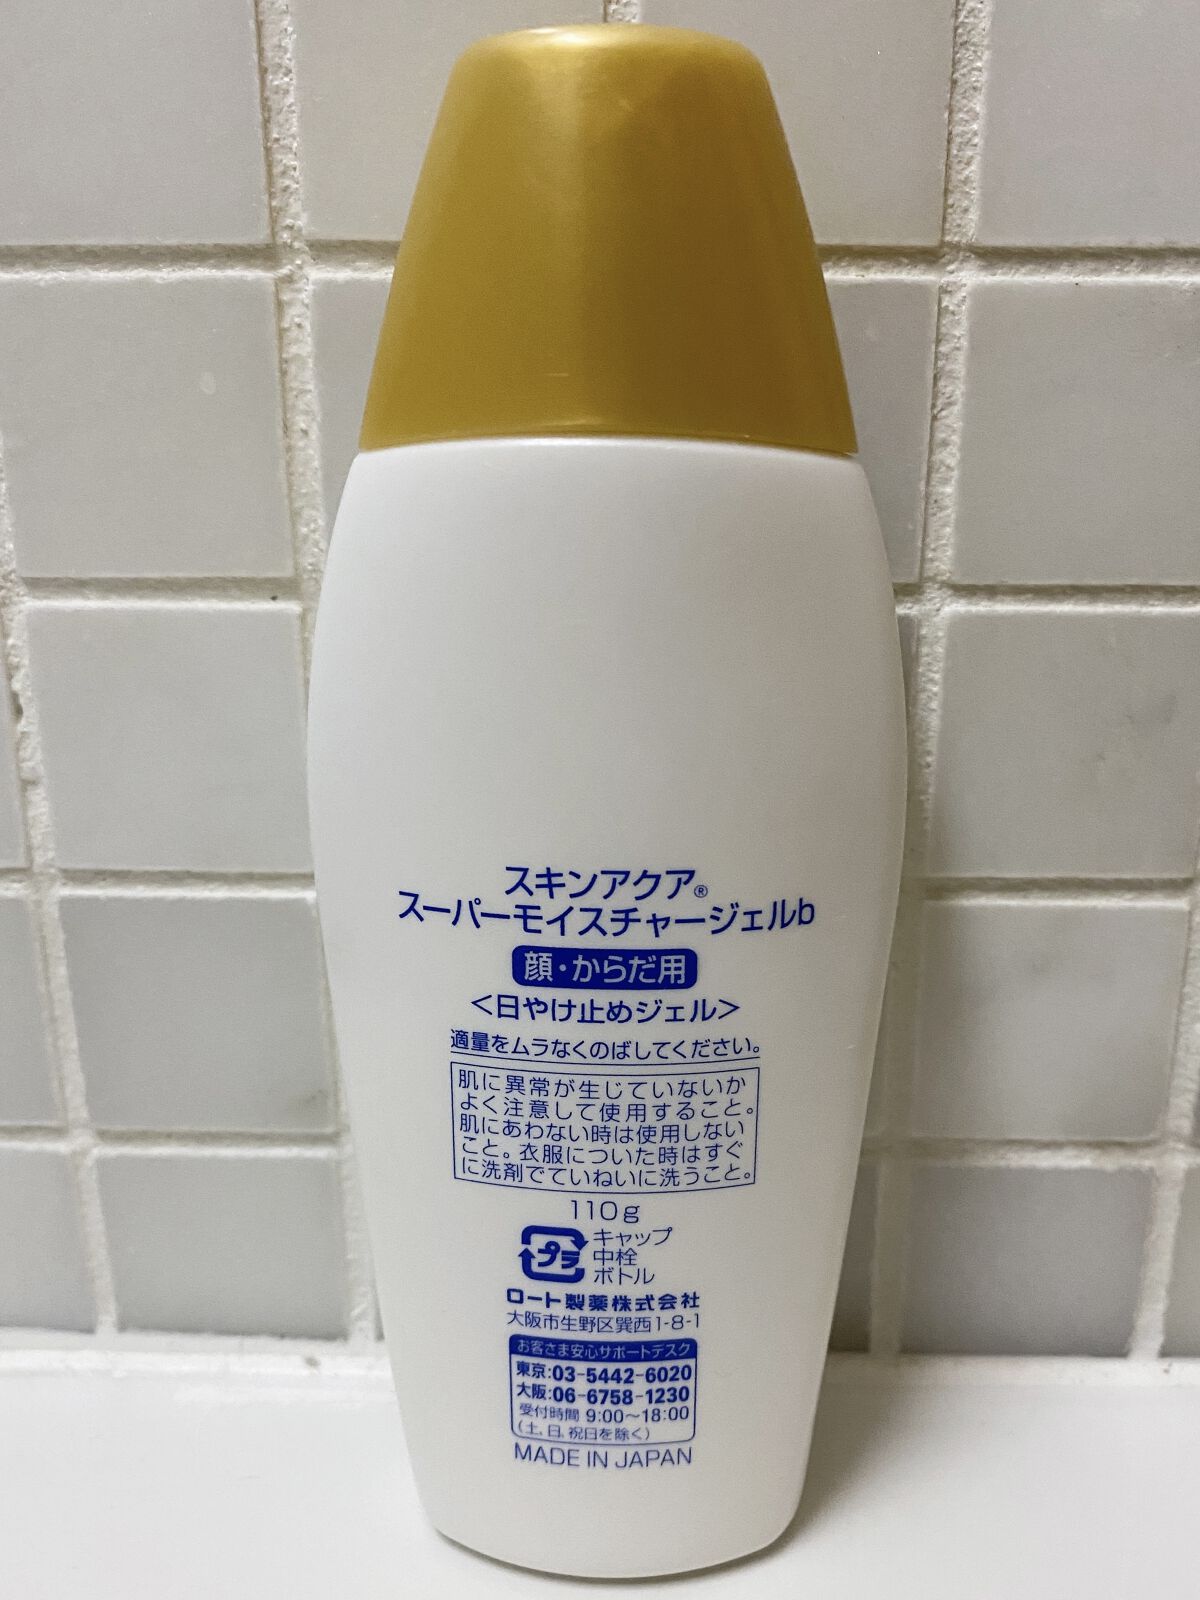 スキンアクア®
スーパーモイスチャージェルb
顔・からだ用
<日やけ止めジェル>
適量をムラなくのばしてください。
肌に異常が生じていないか
よく注意して使用すること。
肌にあわない時は使用しない
こと。衣服についた時はすぐ
に洗剤でていねいに洗うこと。
110g
プラ
キャップ
中栓
ボトル
ロート製薬株式会社
大阪市生野区巽西1-8-1
お客さま安心サポートデスク
東京:03-5442-6020
大阪:06-6758-1230
受付時間 9:00～18:00
(土、日、祝日を除く)
MADE IN JAPAN